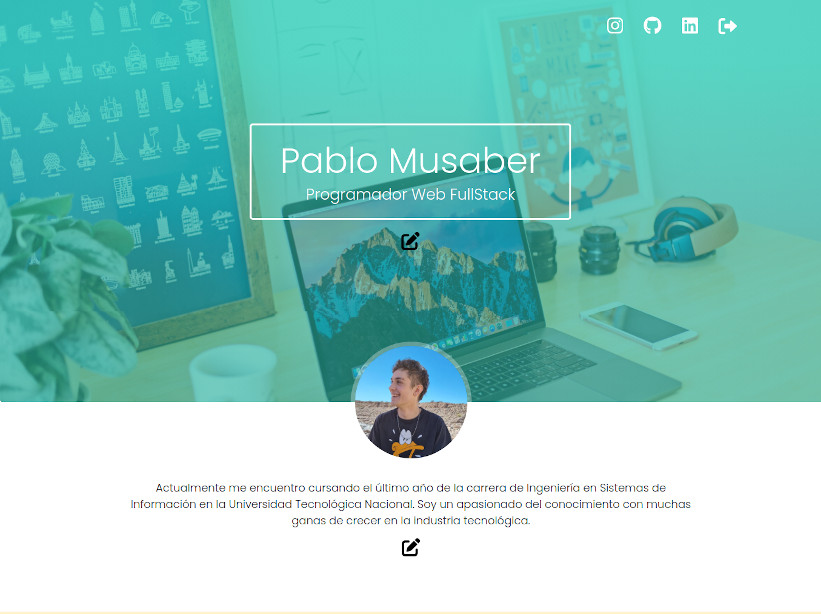 Pablo Musaber
Programador Web FullStack
Actualmente me encuentro cursando el último año de la carrera de Ingeniería en Sistemas de
Información en la Universidad Tecnológica Nacional. Soy un apasionado del conocimiento con muchas
ganas de crecer en la industria tecnológica.